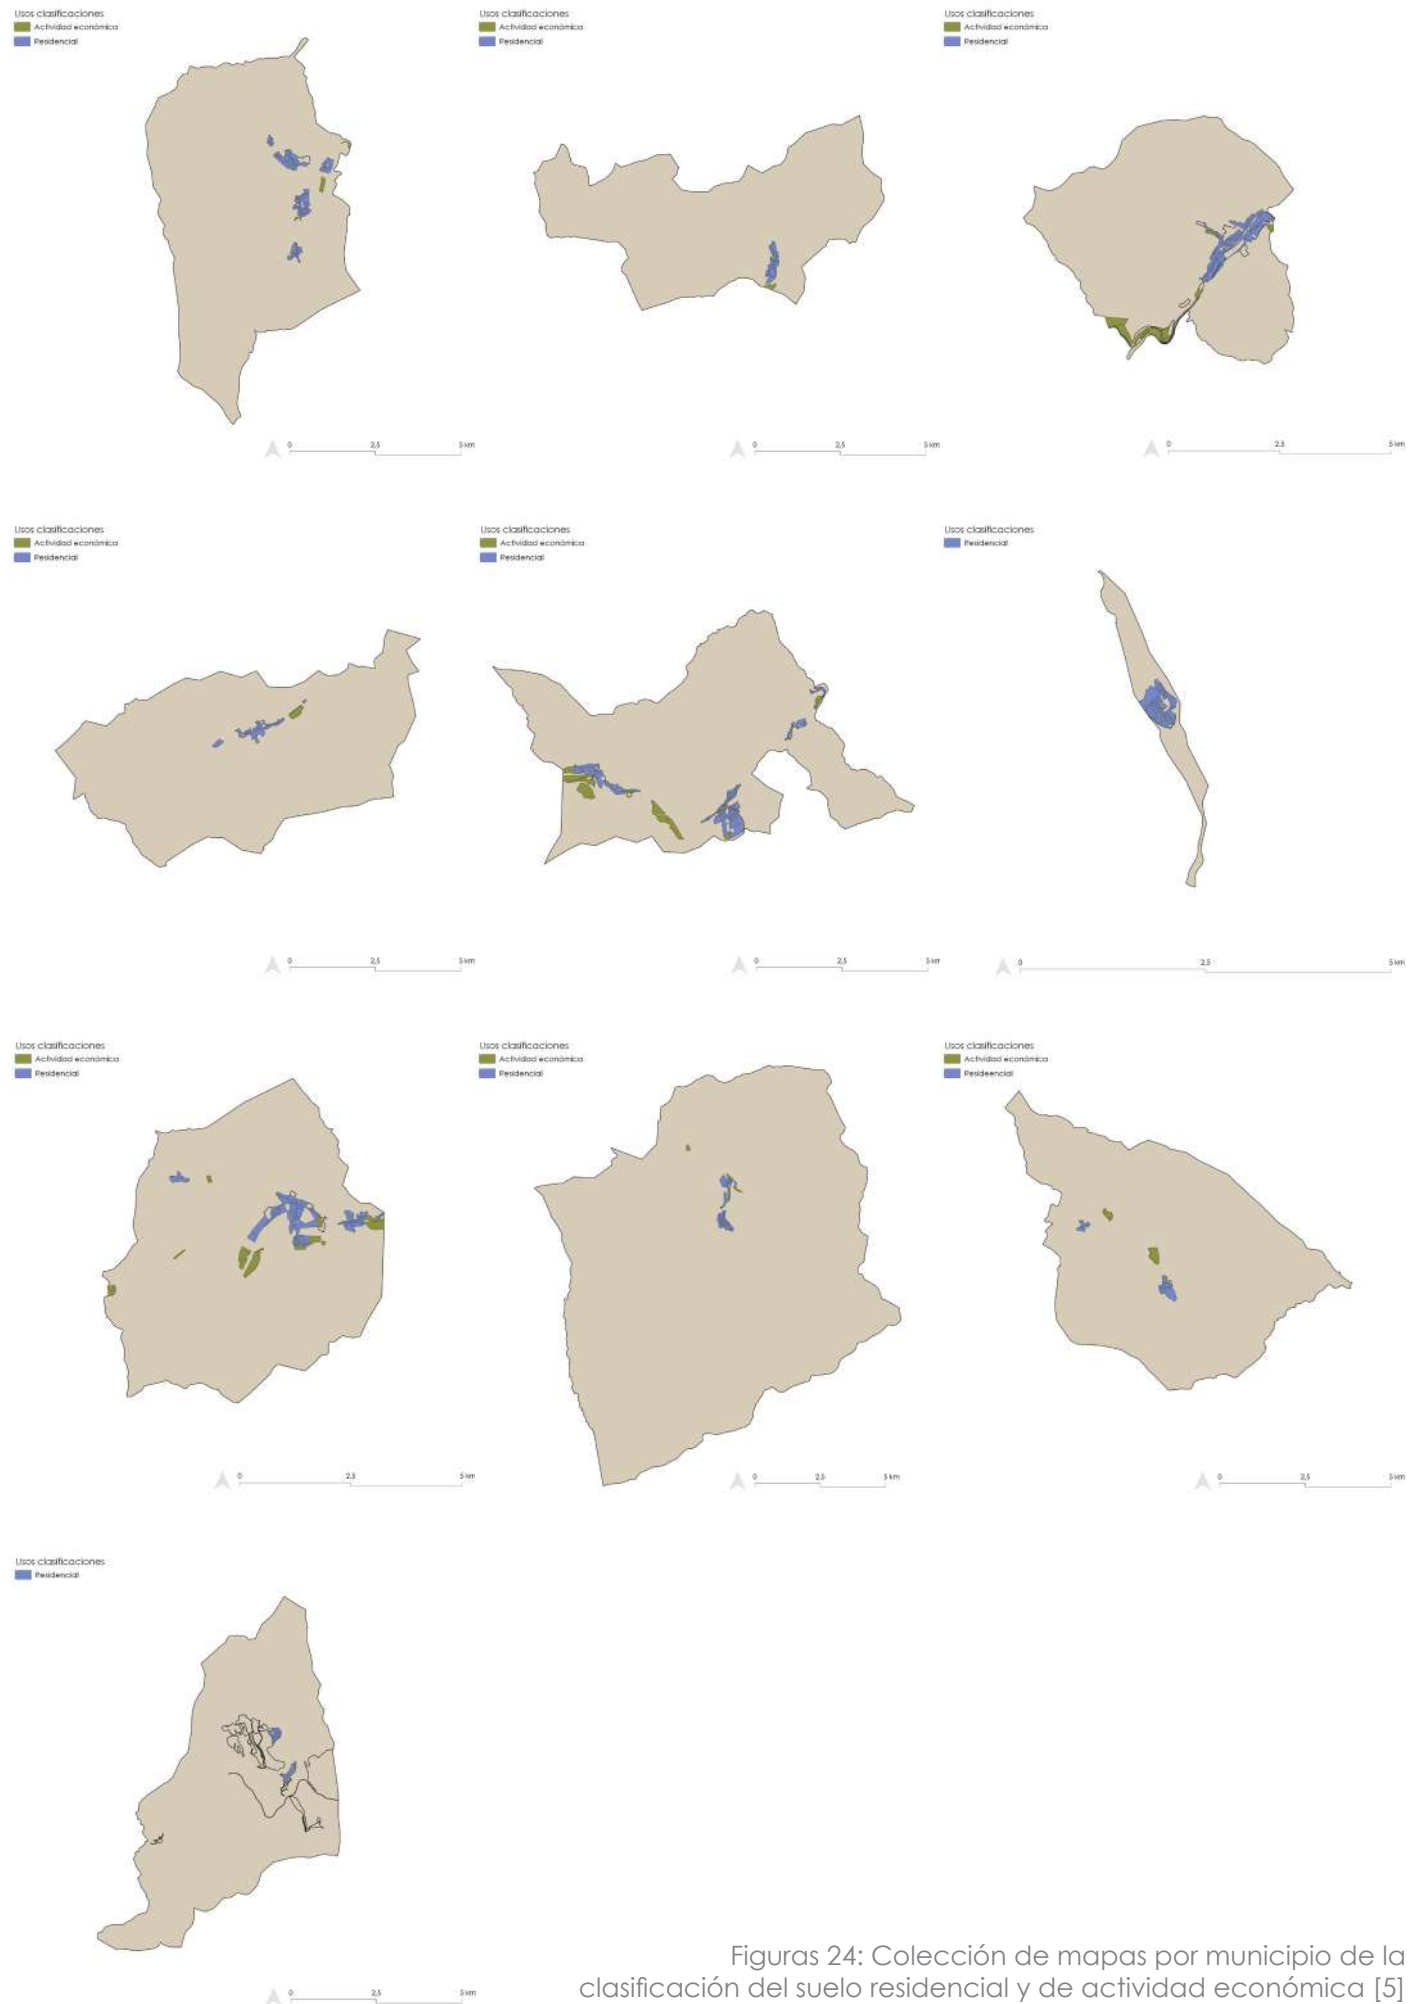 Usos clasificaciones
Actividad económica
Residencial
0 2,5 5 km
Usos clasificaciones
Actividad económica
Residencial
0 2,5 5 km
Usos clasificaciones
Actividad económica
Residencial
0 2,5 5 km
Usos clasificaciones
Actividad económica
Residencial
0 2,5 5 km
Usos clasificaciones
Actividad económica
Residencial
0 2,5 5 km
Usos clasificaciones
Residencial
0 2,5 5 km
Usos clasificaciones
Actividad económica
Residencial
0 2,5 5 km
Usos clasificaciones
Actividad económica
Residencial
0 2,5 5 km
Usos clasificaciones
Actividad económica
Resideencial
0 2,5 5 km
Usos clasificaciones
Residencial
0 2,5 5 km
Figuras 24: Colección de mapas por municipio de la
clasificación del suelo residencial y de actividad económica [5]